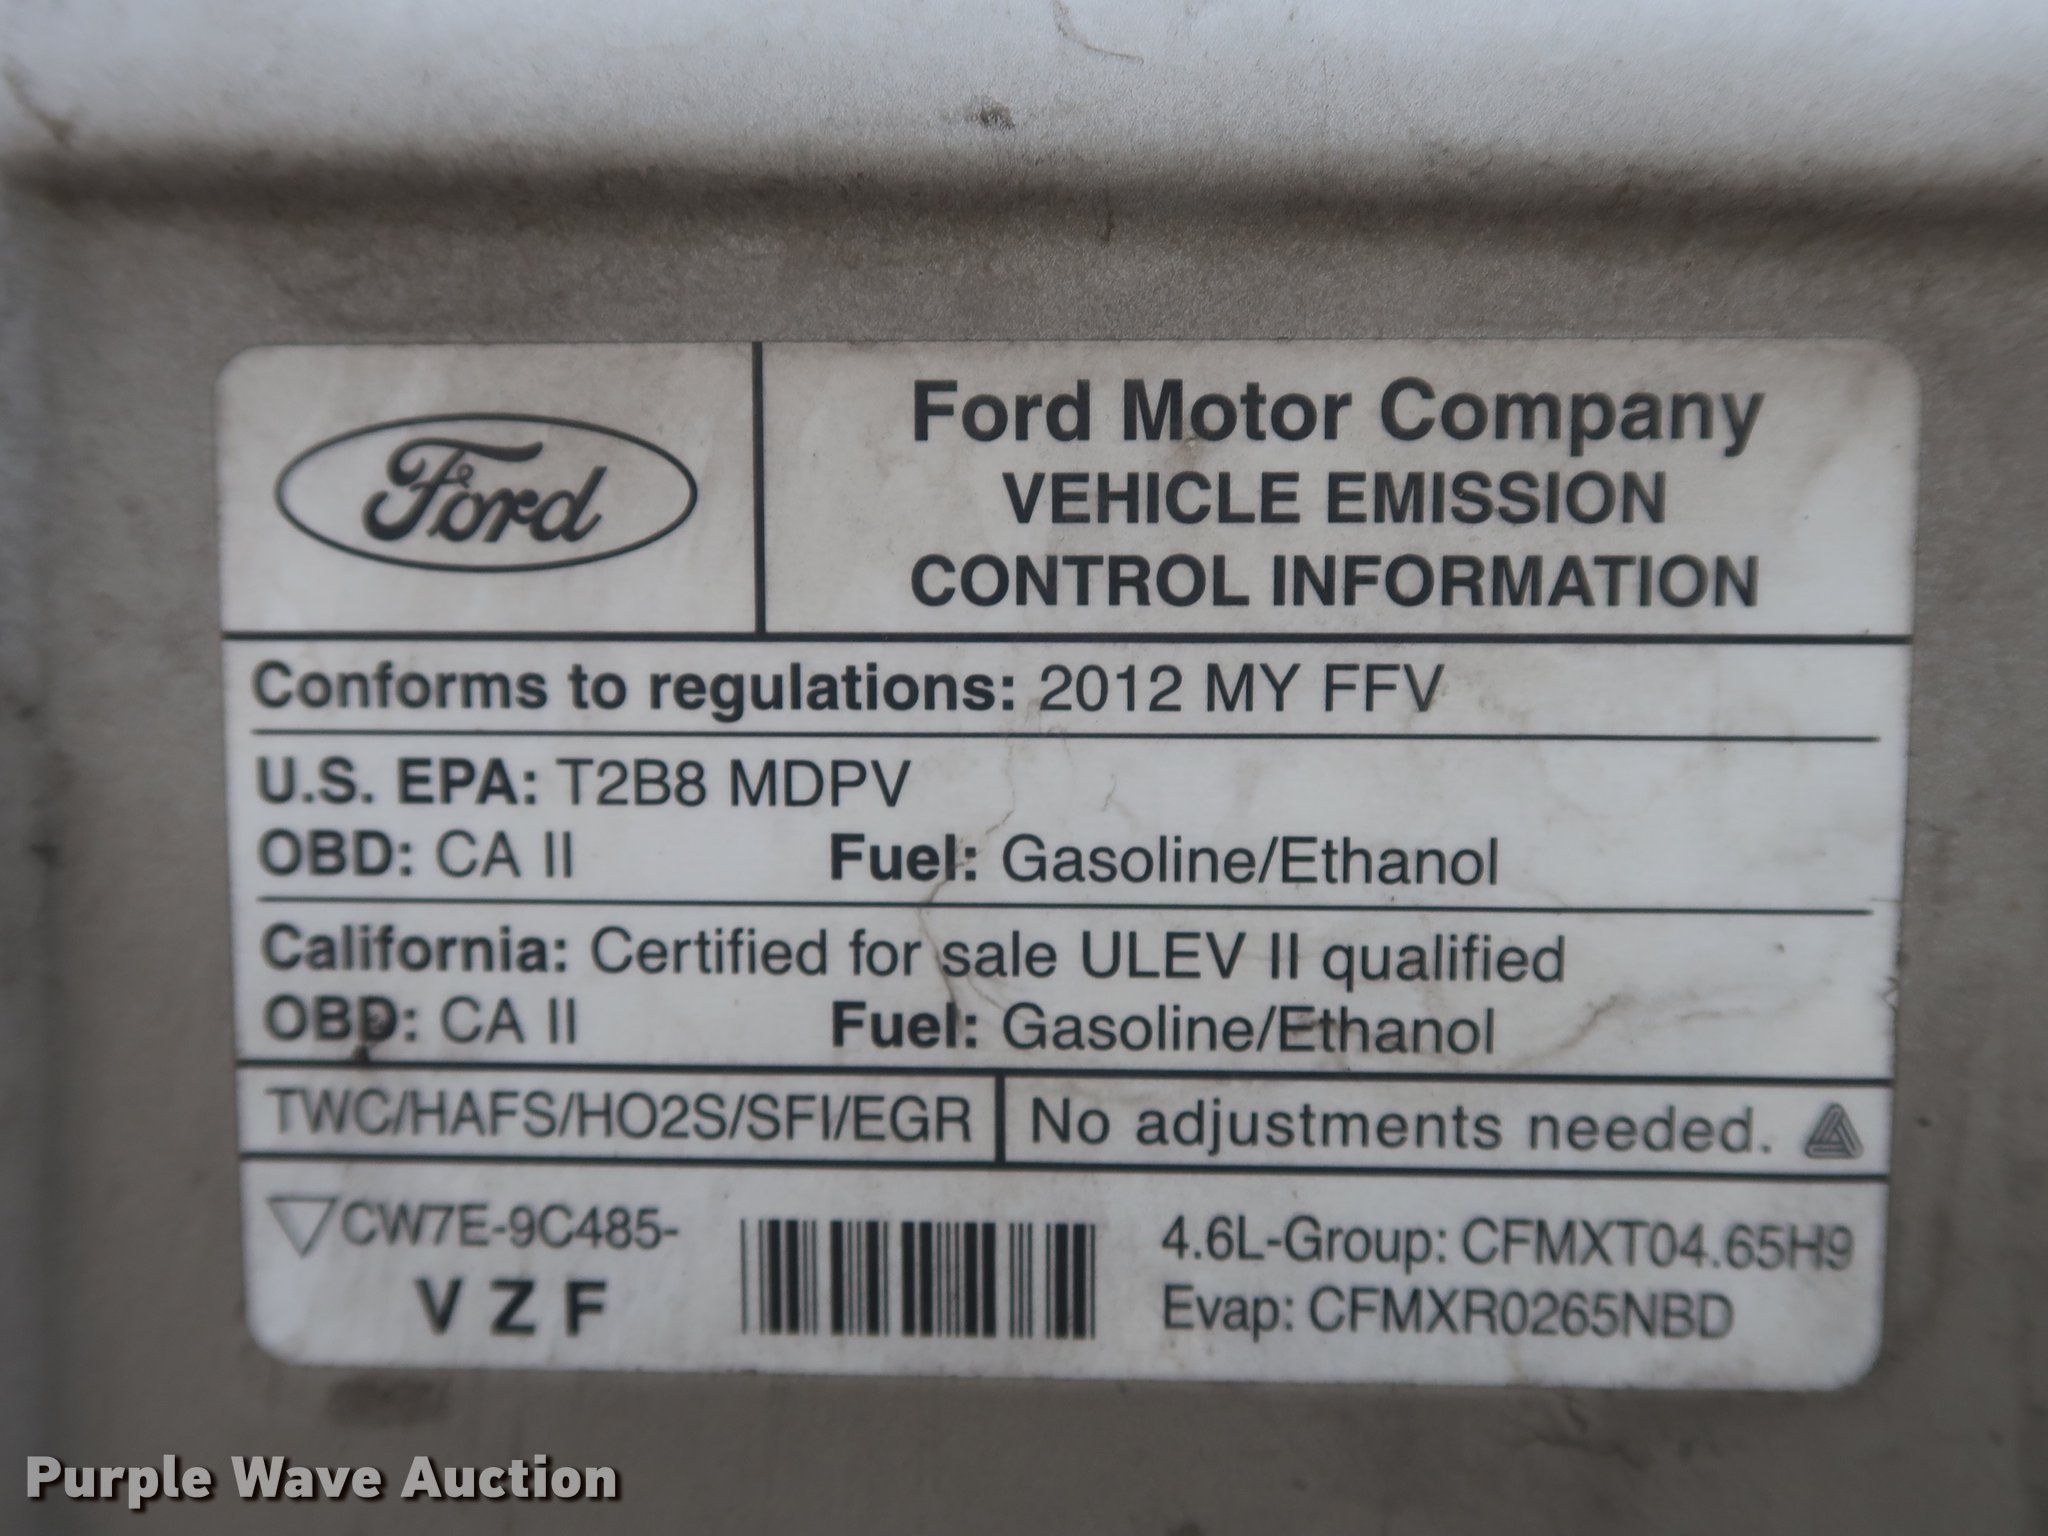 Ford
Ford Motor Company
VEHICLE EMISSION
CONTROL INFORMATION
Conforms to regulations: 2012 MY FFV
U.S. EPA: T2B8 MDPV
OBD: CA II Fuel: Gasoline/Ethanol
California: Certified for sale ULEV II qualified
OBD: CA II Fuel: Gasoline/Ethanol
TWC/HAFS/HO2S/SFI/EGR
No adjustments needed.
CW7E-9C485-
V Z F
4.6L-Group: CFMXT04.65H9
Evap: CFMXR0265NBD
Purple Wave Auction